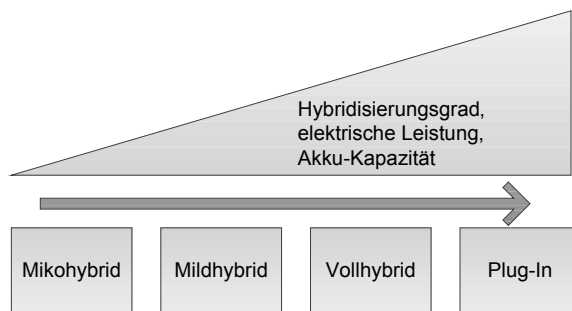 Hybridisierungsgrad,
elektrische Leistung,
Akku-Kapazität
Mikohybrid
Mildhybrid
Vollhybrid
Plug-In